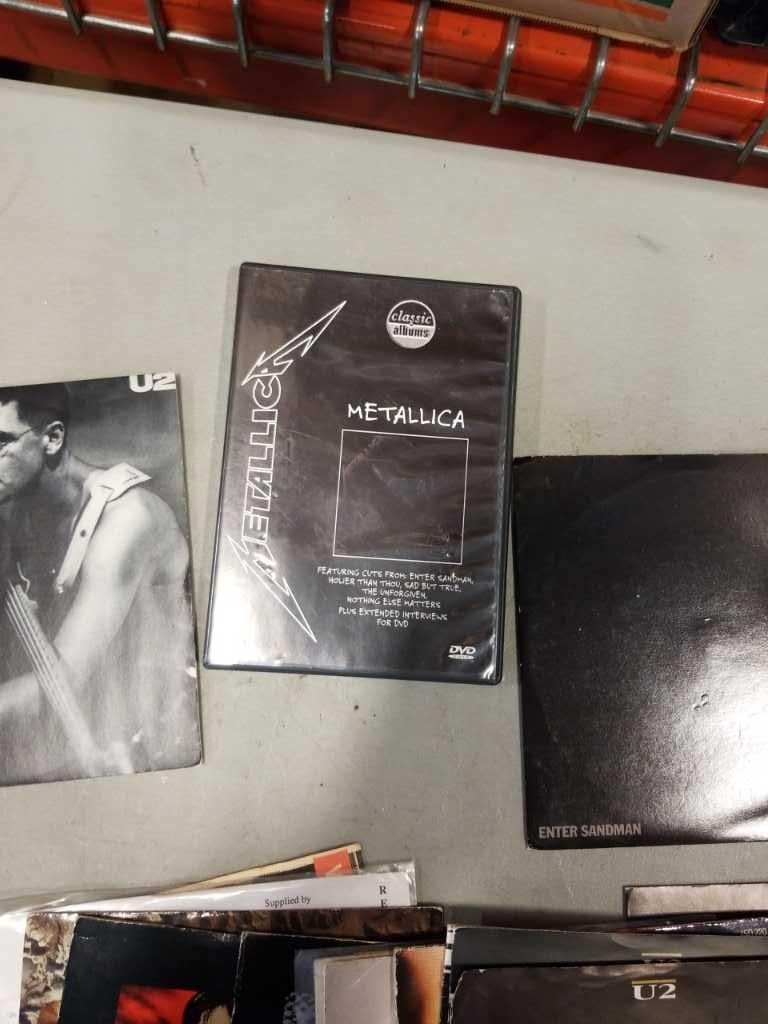 U2
classic
albums
METALLICA
METALLICA
FEATURING CUTS FROM: ENTER SANDMAN,
HOLIER THAN THOU, SAD BUT TRUE,
THE UNFORGIVEN,
NOTHING ELSE MATTERS
PLUS EXTENDED INTERVIEWS
FOR DVD
DVD
ENTER SANDMAN
Supplied by
R
E
U2